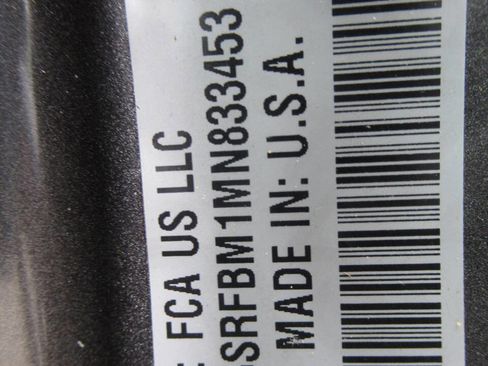 FCA US LLC
SRFBM1MN833453
MADE IN: U.S.A.